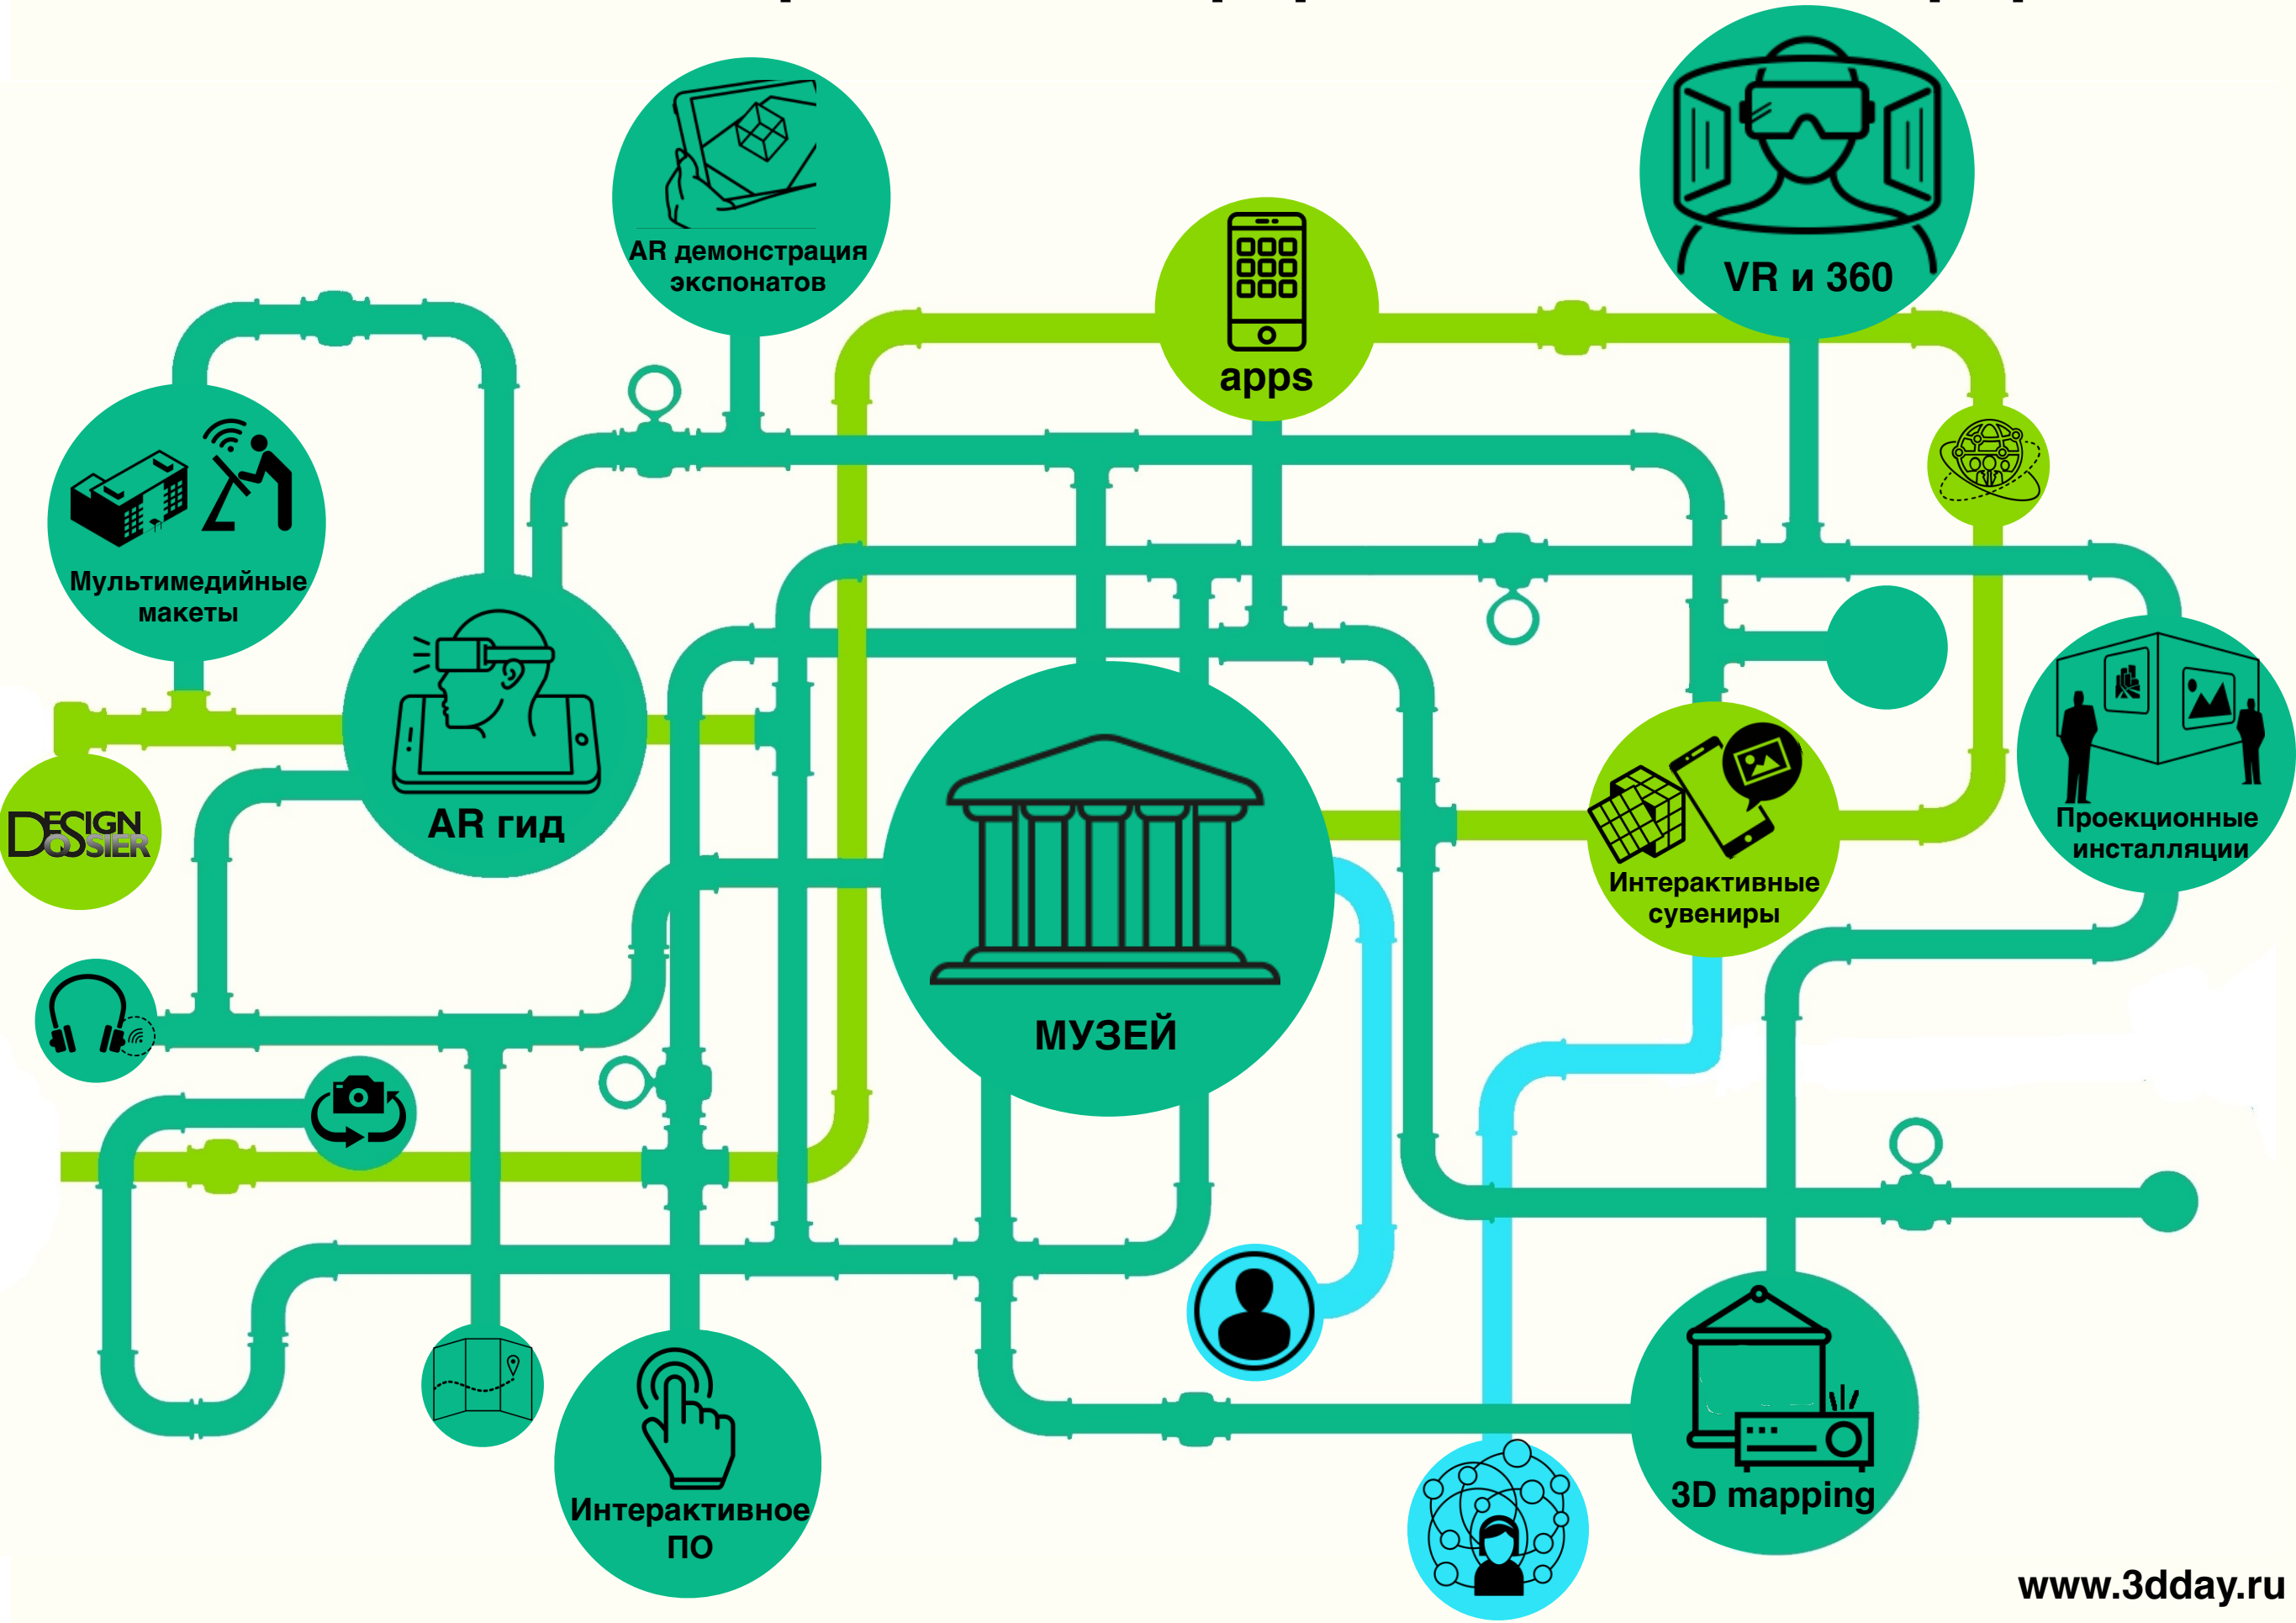 AR демонстрация
экспонатов
apps
VR и 360
Мультимедийные
макеты
AR гид
DESIGN
DOSSIER
МУЗЕЙ
Интерактивные
сувениры
Проекционные
инсталляции
Интерактивное
ПО
3D mapping
www.3dday.ru